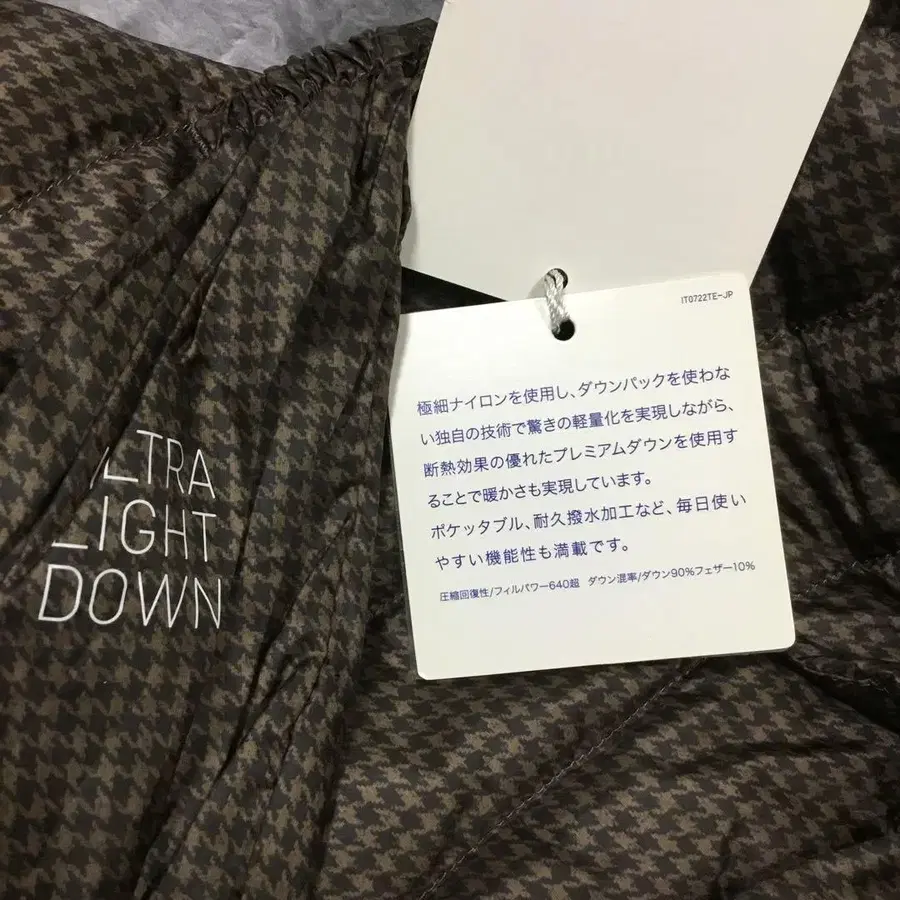 IT0722TE-JP
極細ナイロンを使用し、ダウンパックを使わな
い独自の技術で驚きの軽量化を実現しながら、
断熱効果の優れたプレミアムダウンを使用す
ることで暖かさも実現しています。
ポケッタブル、耐久撥水加工など、毎日使い
やすい機能性も満載です。
圧縮回復性/フィルパワー640超 ダウン混率/ダウン90%フェザー10%
ULTRA
LIGHT
DOWN